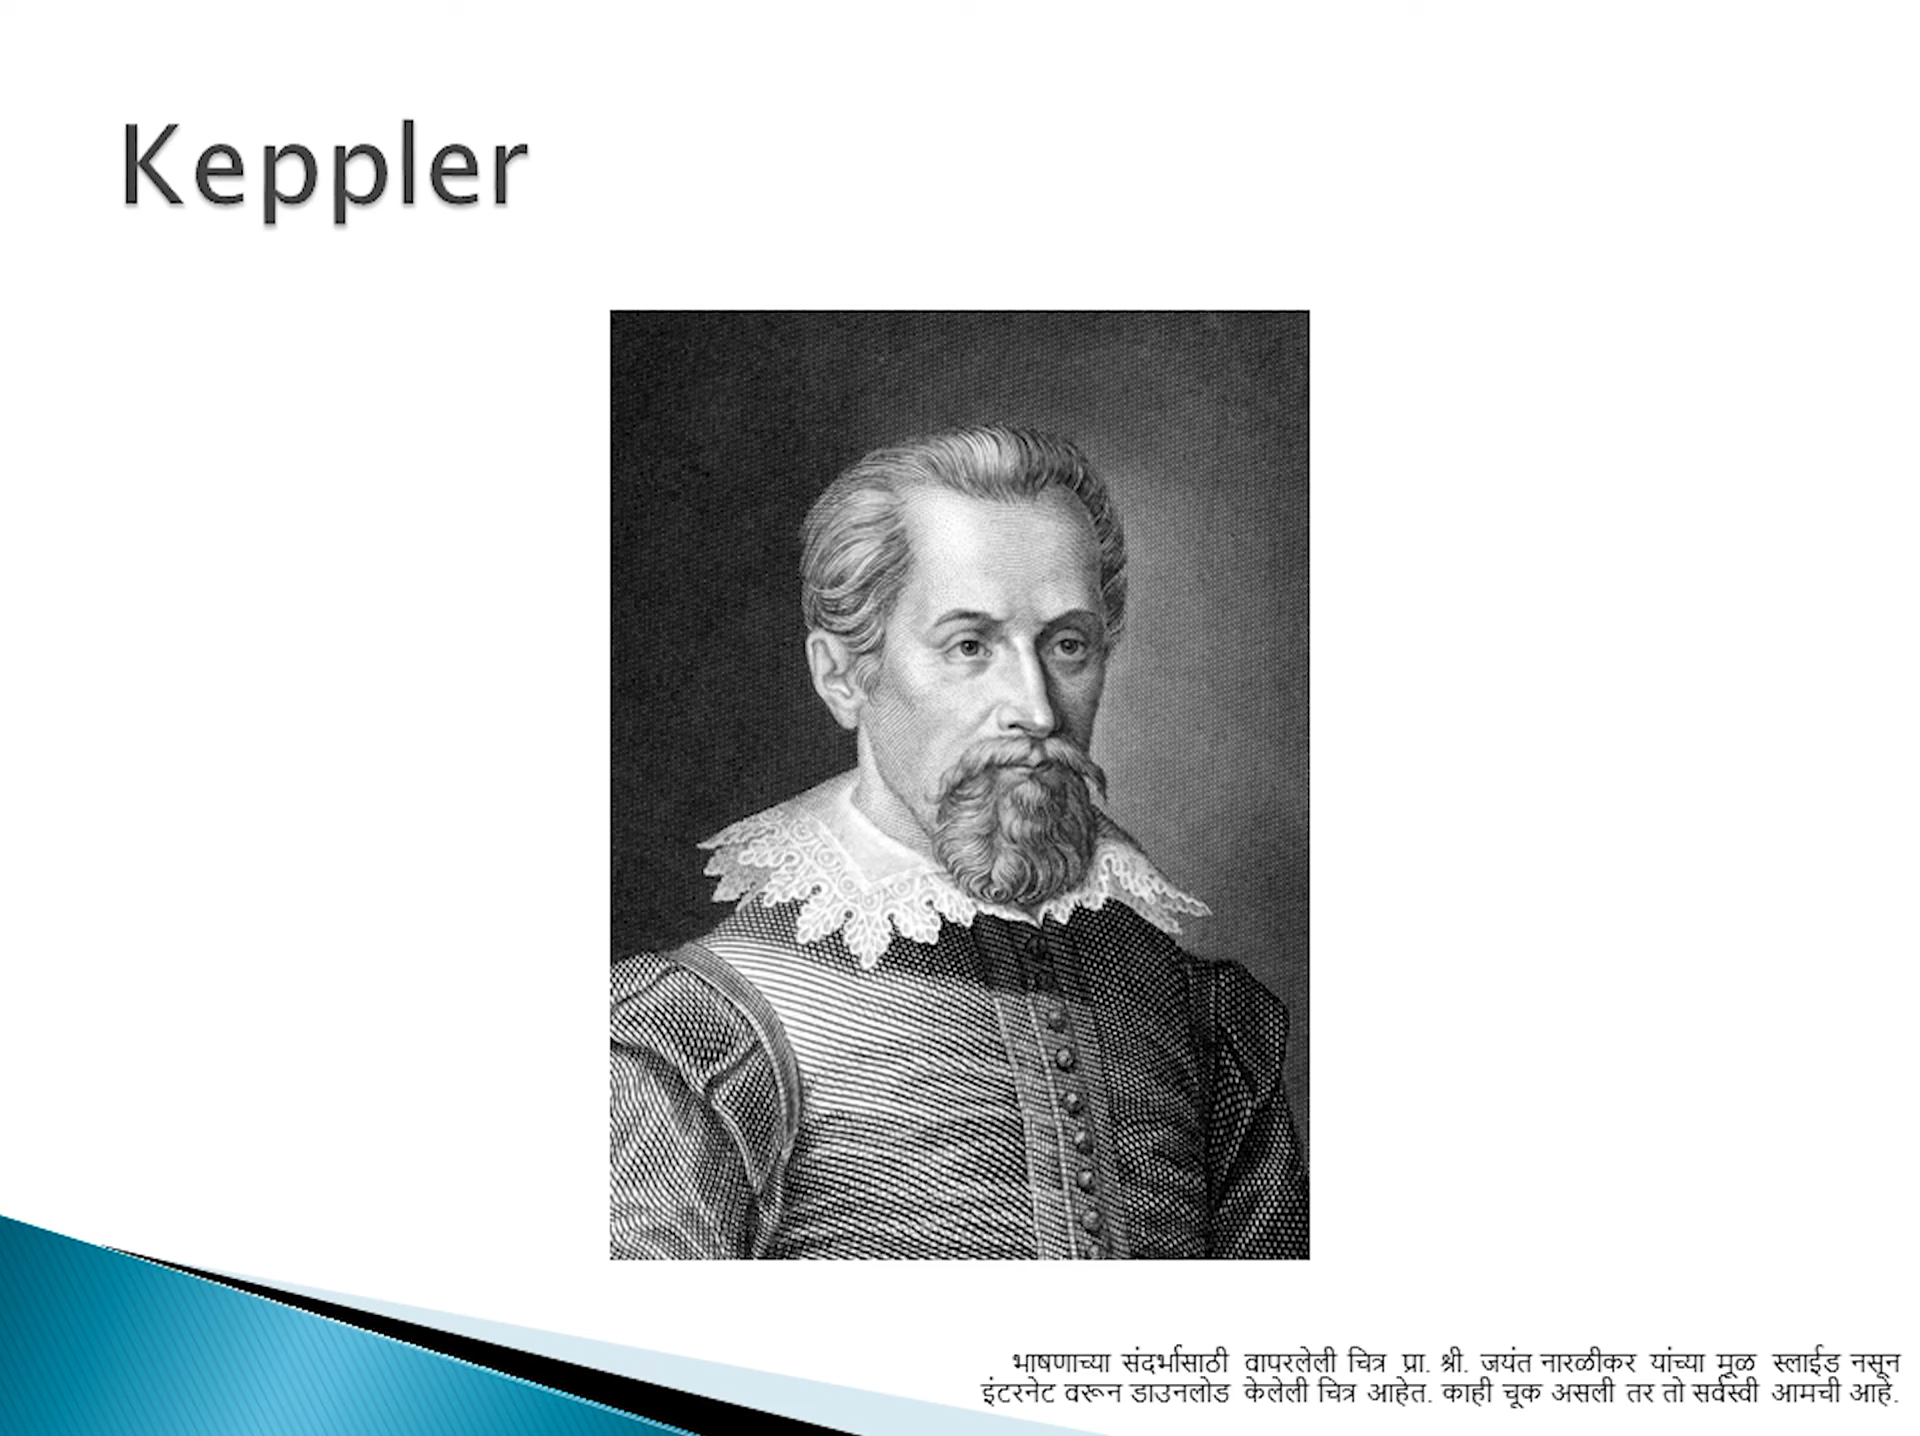 Keppler
भाषणाच्या संदर्भासाठी वापरलेली चित्र प्रा. श्री. जयंत नारळीकर यांच्या मूळ स्लाईड नसून
इंटरनेट वरून डाउनलोड केलेली चित्र आहेत. काही चूक असली तर तो सर्वस्वी आमची आहे.